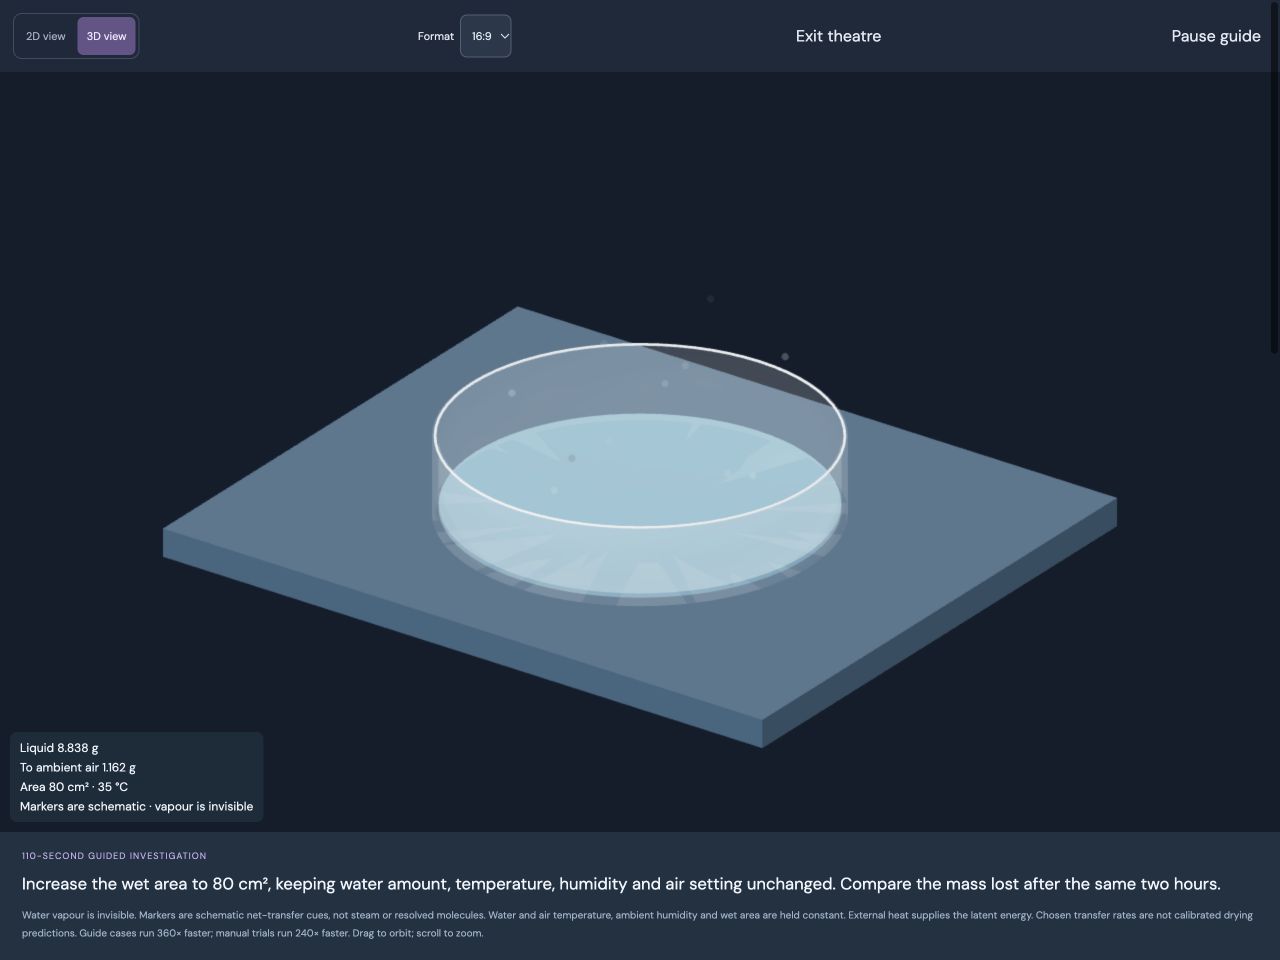 2D view
3D view
Format
16:9
Exit theatre
Pause guide
Liquid 8.838 g
To ambient air 1.162 g
Area 80 cm² · 35 °C
Markers are schematic · vapour is invisible
110-SECOND GUIDED INVESTIGATION
Increase the wet area to 80 cm², keeping water amount, temperature, humidity and air setting unchanged. Compare the mass lost after the same two hours.
Water vapour is invisible. Markers are schematic net-transfer cues, not steam or resolved molecules. Water and air temperature, ambient humidity and wet area are held constant. External heat supplies the latent energy. Chosen transfer rates are not calibrated drying
predictions. Guide cases run 360× faster; manual trials run 240× faster. Drag to orbit; scroll to zoom.